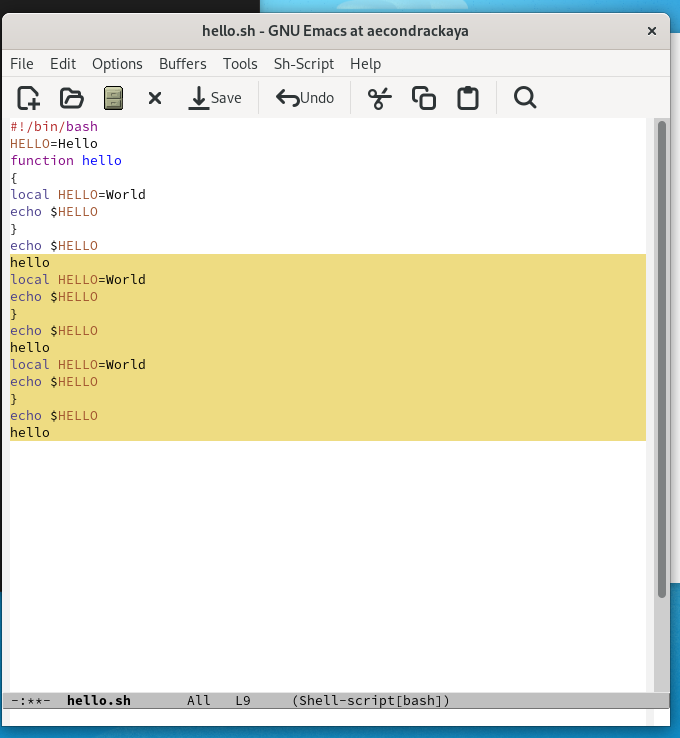 hello.sh - GNU Emacs at aecondrackaya ×
File Edit Options Buffers Tools Sh-Script Help
Save Undo
#!/bin/bash
HELLO=Hello
function hello
{
local HELLO=World
echo $HELLO
}
echo $HELLO
hello
local HELLO=World
echo $HELLO
}
echo $HELLO
hello
local HELLO=World
echo $HELLO
}
echo $HELLO
hello
-:**- hello.sh All L9 (Shell-script[bash])